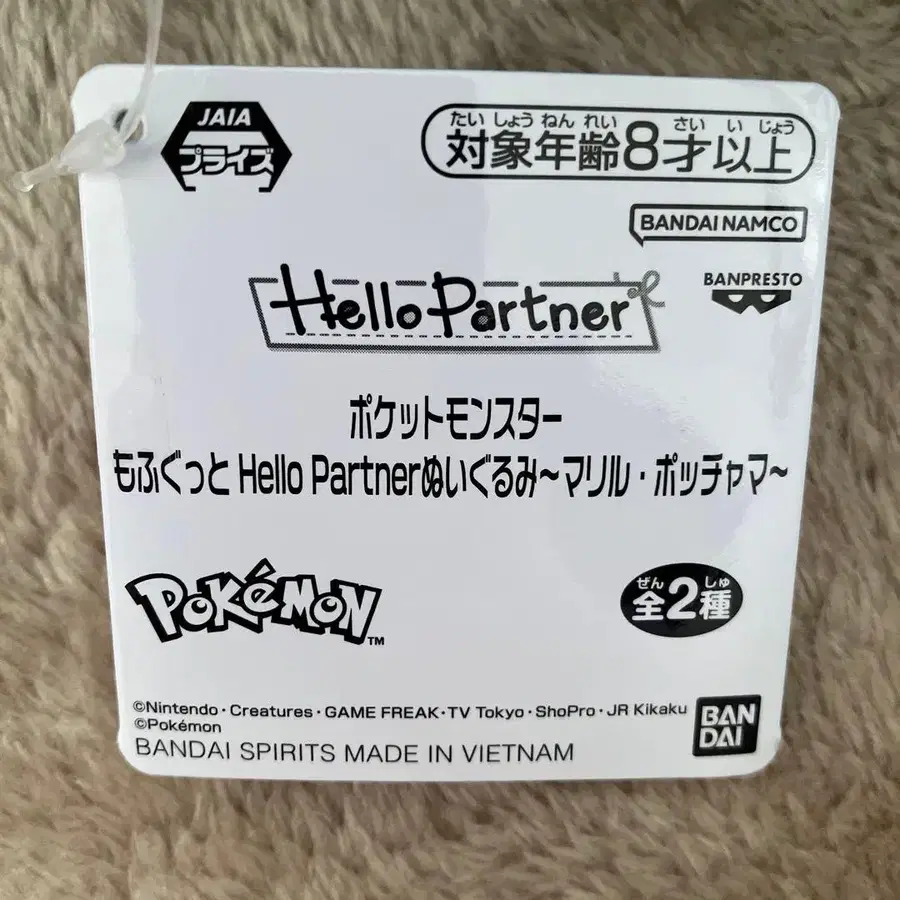 JAIA
プライズ
たいしょうねんれい さいいじょう
対象年齢8才以上
BANDAI NAMCO
BANPRESTO
Hello Partner
ポケットモンスター
もふぐっと Hello Partnerぬいぐるみ~マリル・ポッチャマ~
POKéMON™
ぜん しゅ
全2種
©Nintendo・Creatures・GAME FREAK・TV Tokyo・ShoPro・JR Kikaku
©Pokémon
BANDAI SPIRITS MADE IN VIETNAM
BAN
DAI